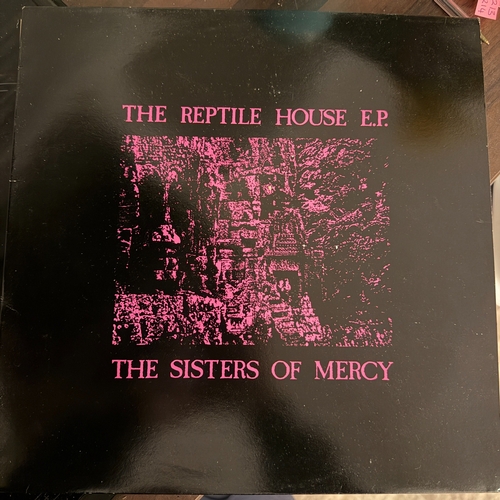 THE REPTILE HOUSE E.P.
THE SISTERS OF MERCY